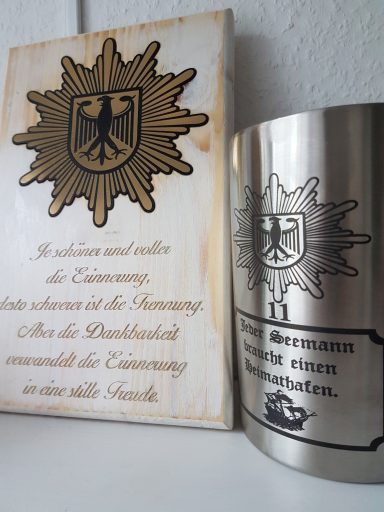 Je schöner und voller
die Erinnerung,
desto schwerer ist die Trennung.
Aber die Dankbarkeit
verwandelt die Erinnerung
in eine stille Freude.
11
Jeder Seemann
braucht einen
Heimathafen.